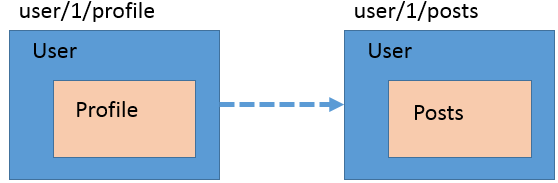 user/1/profile
User
Profile
user/1/posts
User
Posts